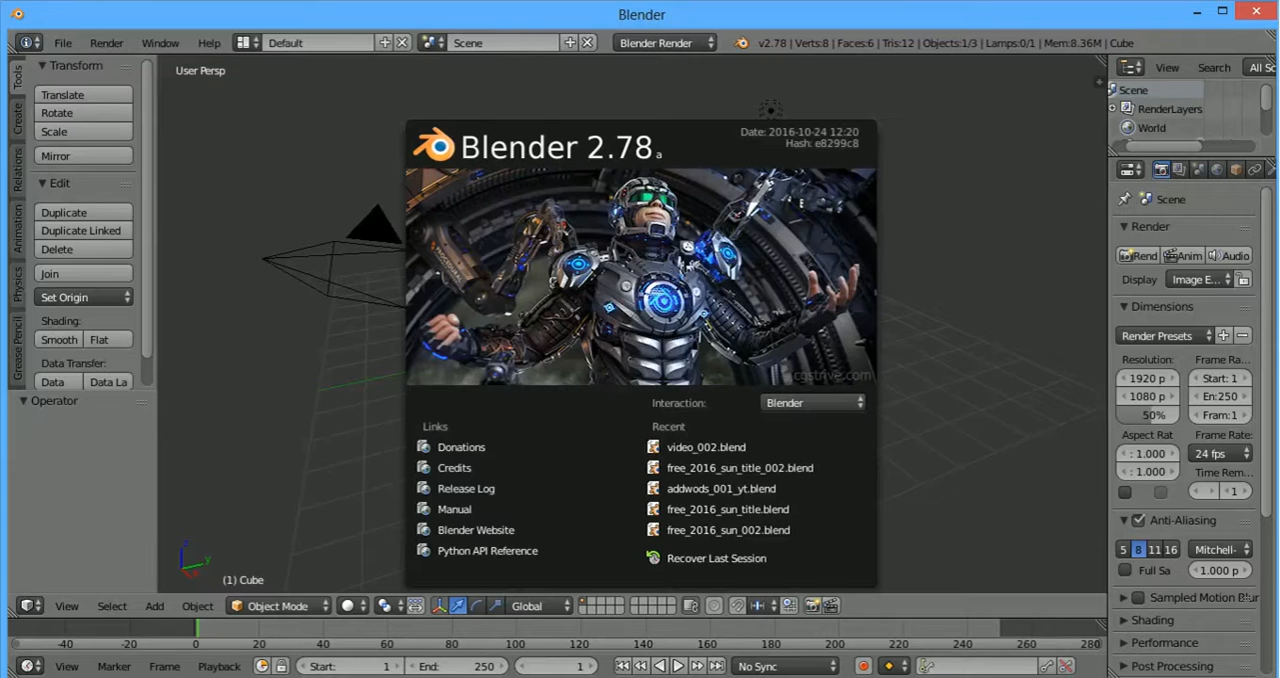 Blender
File Render Window Help Default Scene Blender Render v2.78 | Verts:8 | Faces:6 | Tris:12 | Objects:1/3 | Lamps:0/1 | Mem:8.36M | Cube
Tools
Create
Relations
Animation
Physics
Grease Pencil
Transform
Translate
Rotate
Scale
Mirror
Edit
Duplicate
Duplicate Linked
Delete
Join
Set Origin
Shading:
Smooth Flat
Data Transfer:
Data Data La
Operator
User Persp
Blender 2.78 a
Date: 2016-10-24 12:20
Hash: e8299c8
cgstrive.com
Interaction: Blender
Links
Donations
Credits
Release Log
Manual
Blender Website
Python API Reference
Recent
video_002.blend
free_2016_sun_title_002.blend
addwods_001_yt.blend
free_2016_sun_title.blend
free_2016_sun_002.blend
Recover Last Session
z
y
(1) Cube
View Search All Sc
Scene
RenderLayers
World
Scene
Render
Rend Anim Audio
Display Image E...
Dimensions
Render Presets
Resolution: Frame Ra...
1920 p Start: 1
1080 p En:250
50% Fram:1
Aspect Rat Frame Rate:
: 1.000 24 fps
: 1.000 Time Rem...
1
Anti-Aliasing
5 8 11 16 Mitchell-
Full Sa 1.000 p
Sampled Motion Blur
Shading
Performance
Post Processing
View Select Add Object Object Mode Global
-40 -20 0 20 40 60 80 100 120 140 160 180 200 220 240 260 280
View Marker Frame Playback Start: 1 End: 250 1 No Sync